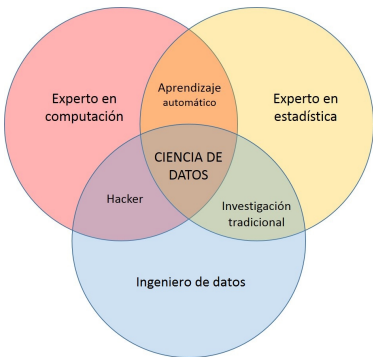 Aprendizaje
automático
Experto en
computación
Experto en
estadística
CIENCIA DE
DATOS
Hacker
Investigación
tradicional
Ingeniero de datos